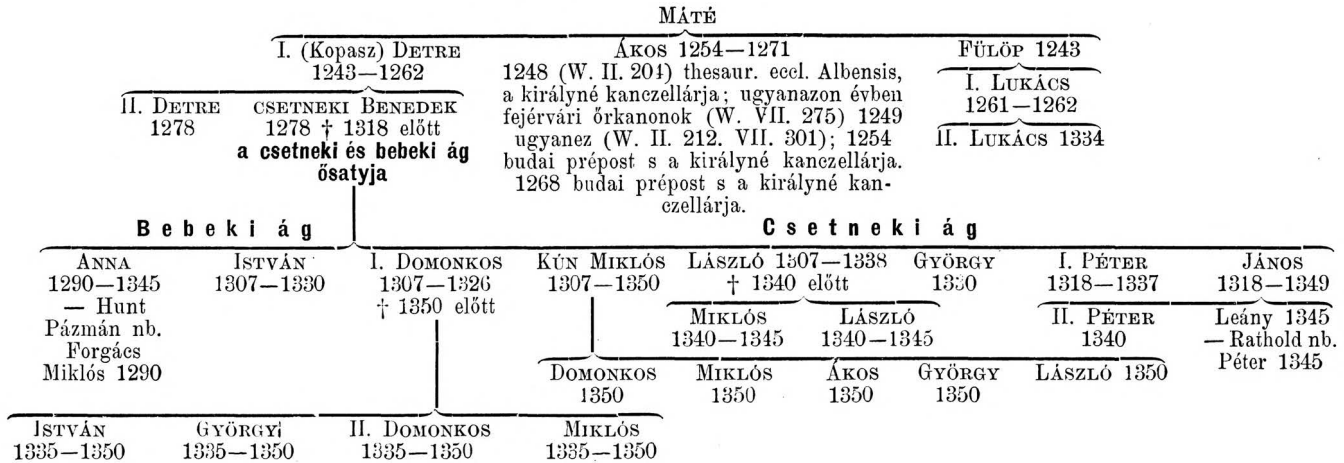 MÁTÉ
I. (Kopasz) DETRE
1243—1262
ÁKOS 1254—1271
1248 (W. II. 204) thesaur. eccl. Albensis,
a királyné kanczellárja; ugyanazon évben
fejérvári őrkanonok (W. VII. 275) 1249
ugyanez (W. II. 212. VII. 301); 1254
budai prépost s a királyné kanczellárja.
1268 budai prépost s a királyné kan-
czellárja.
FÜLÖP 1243
I. LUKÁCS
1261—1262
II. LUKÁCS 1334
II. DETRE
1278
CSETNEKI BENEDEK
1278 † 1318 előtt
a csetneki és bebeki ág
ősatyja
Bebeki ág
Csetneki ág
ANNA
1290—1345
— Hunt
Pázmán nb.
Forgács
Miklós 1290
ISTVÁN
1307—1330
I. DOMONKOS
1307—1326
† 1350 előtt
KÚN MIKLÓS
1307—1350
LÁSZLÓ 1307—1338
† 1340 előtt
GYÖRGY
1330
I. PÉTER
1318—1337
JÁNOS
1318—1349
MIKLÓS
1340—1345
LÁSZLÓ
1340—1345
II. PÉTER
1340
Leány 1345
— Rathold nb.
Péter 1345
DOMONKOS
1350
MIKLÓS
1350
ÁKOS
1350
GYÖRGY
1350
LÁSZLÓ 1350
ISTVÁN
1335—1350
GYÖRGY
1335—1350
II. DOMONKOS
1335—1350
MIKLÓS
1335—1350